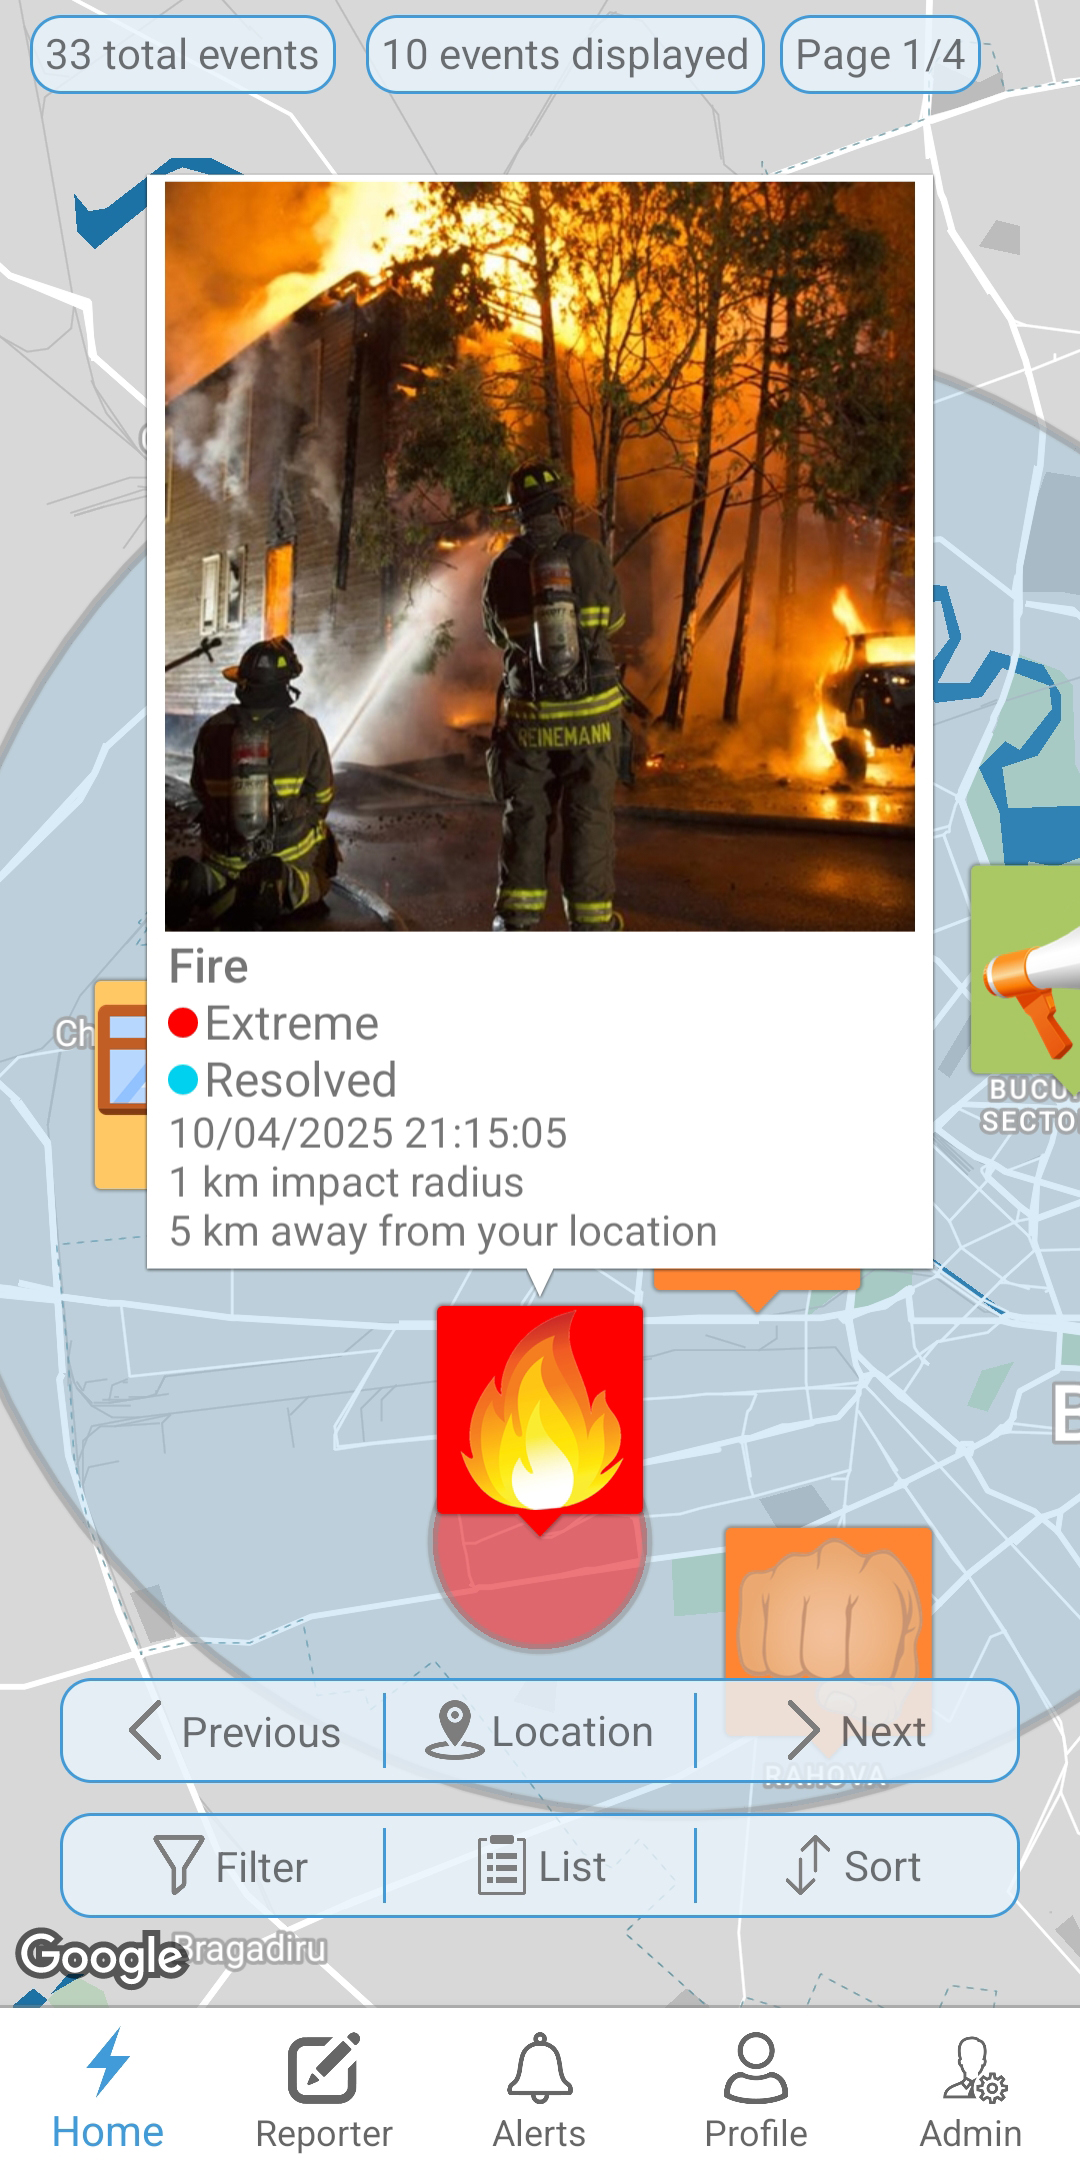 33 total events
10 events displayed
Page 1/4
REINEMANN
Fire
Extreme
Resolved
10/04/2025 21:15:05
1 km impact radius
5 km away from your location
Ch
BUCU
SECTO
B
Previous
Location
Next
RAHOVA
Filter
List
Sort
Google
Bragadiru
Home
Reporter
Alerts
Profile
Admin